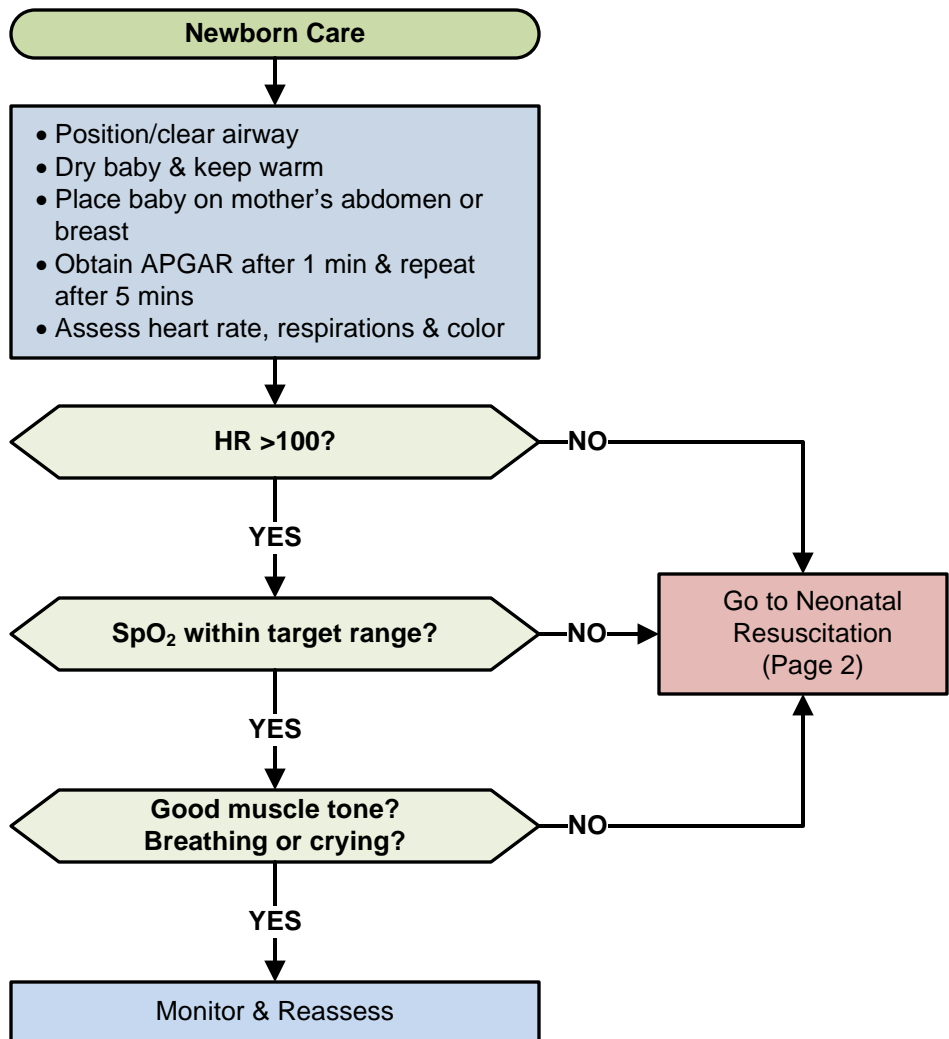 Newborn Care
• Position/clear airway
• Dry baby & keep warm
• Place baby on mother’s abdomen or
breast
• Obtain APGAR after 1 min & repeat
after 5 mins
• Assess heart rate, respirations & color
HR >100?
NO
YES
SpO₂ within target range?
NO
Go to Neonatal
Resuscitation
(Page 2)
YES
Good muscle tone?
Breathing or crying?
NO
YES
Monitor & Reassess